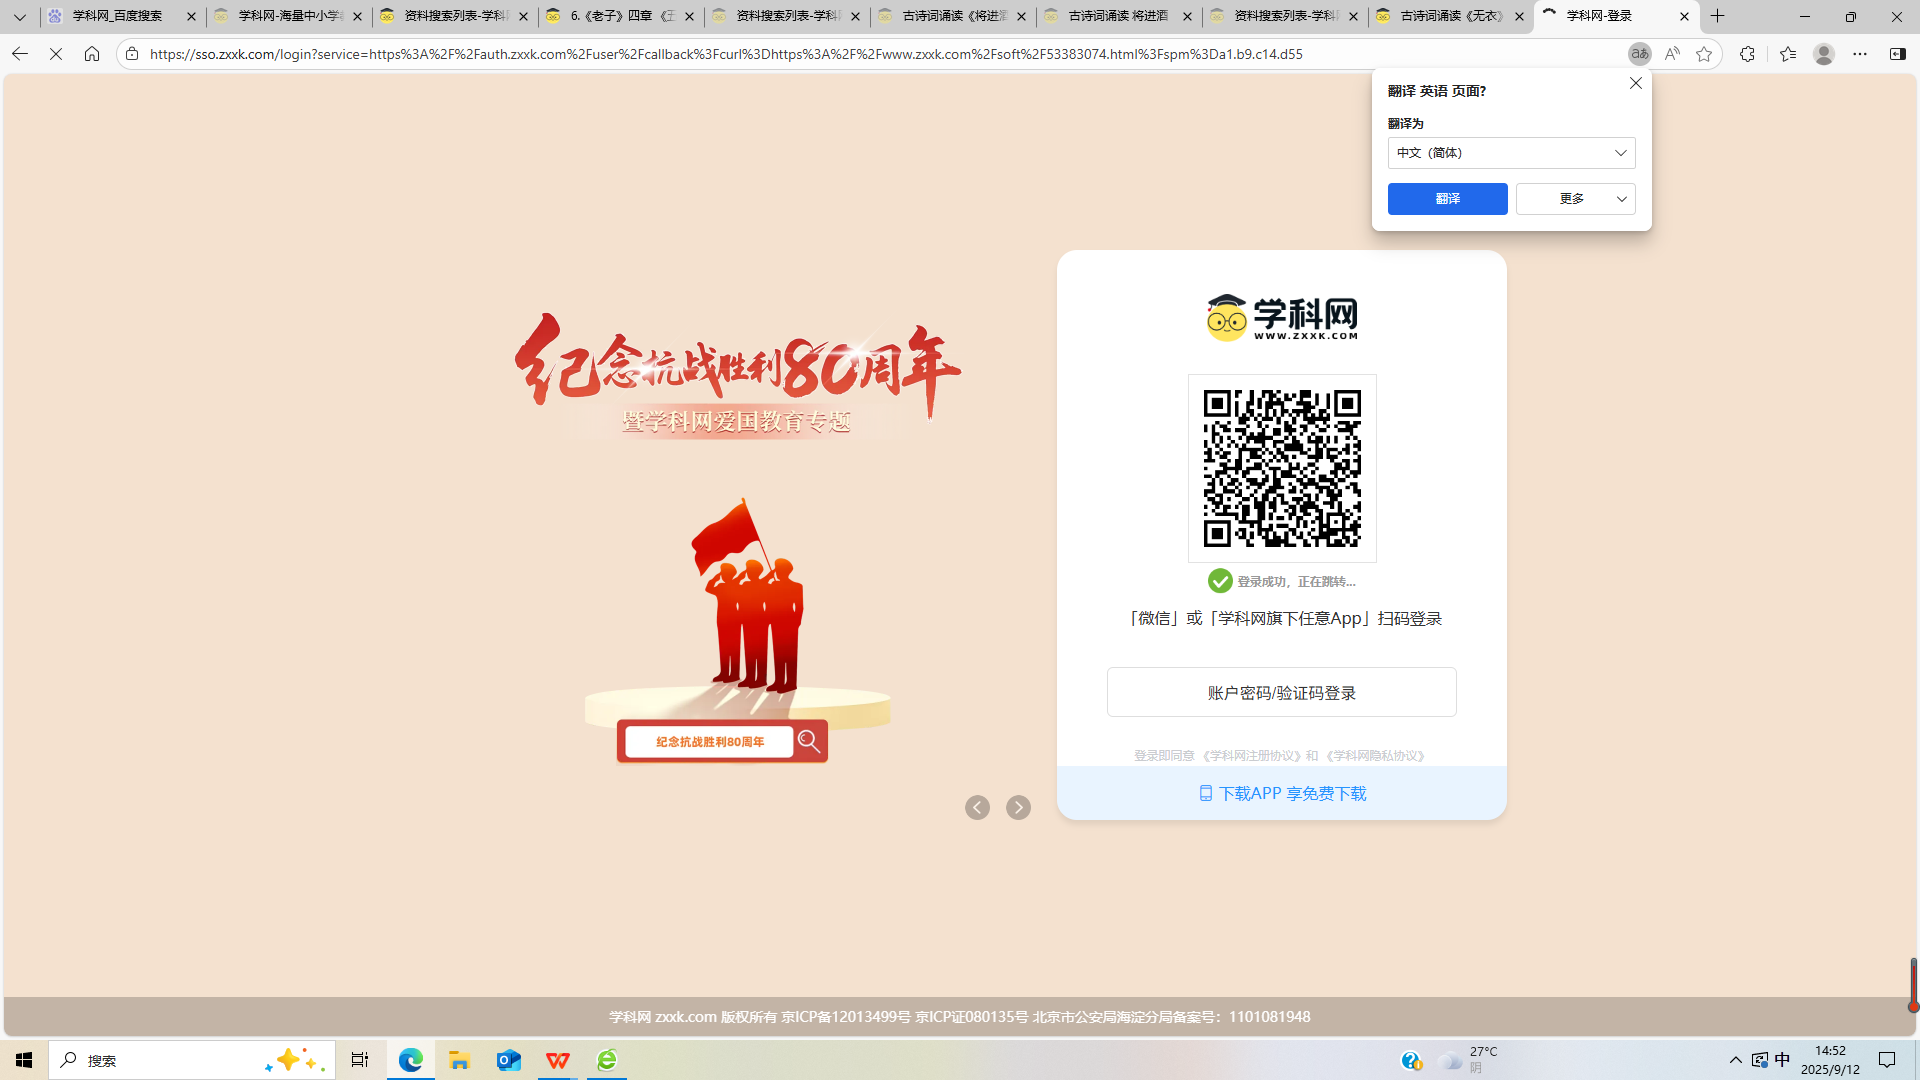 学科网_百度搜索
学科网-海量中小学
资料搜索列表-学科
6.《老子》四章 《五
资料搜索列表-学科
古诗词诵读《将进酒
古诗词诵读 将进酒
资料搜索列表-学科
古诗词诵读《无衣》
学科网-登录
https://sso.zxxk.com/login?service=https%3A%2F%2Fauth.zxxk.com%2Fuser%2Fcallback%3Fcurl%3Dhttps%3A%2F%2Fwww.zxxk.com%2Fsoft%2F53383074.html%3Fspm%3Da1.b9.c14.d55
翻译 英语 页面?
翻译为
中文（简体）
翻译
更多
学科网
WWW.ZXXK.COM
纪念抗战胜利80周年
暨学科网爱国教育专题
登录成功，正在跳转...
「微信」或「学科网旗下任意App」扫码登录
账户密码/验证码登录
纪念抗战胜利80周年
登录即同意 《学科网注册协议》和 《学科网隐私协议》
下载APP 享免费下载
学科网 zxxk.com 版权所有 京ICP备12013499号 京ICP证080135号 北京市公安局海淀分局备案号：1101081948
搜索
27°C
阴
中
14:52
2025/9/12